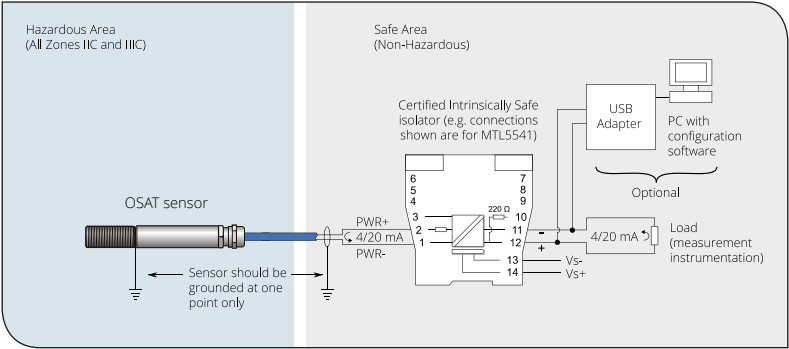 Hazardous Area
(All Zones IIC and IIIC)
Safe Area
(Non-Hazardous)
Certified Intrinsically Safe
isolator (e.g. connections
shown are for MTL5541)
USB
Adapter
PC with
configuration
software
Optional
OSAT sensor
PWR+
4/20 mA
PWR-
6
5
4
3
2
1
7
8
9
220 Ω
10
11
12
13
14
-
+
Vs-
Vs+
4/20 mA
Load
(measurement
instrumentation)
Sensor should be
grounded at one
point only